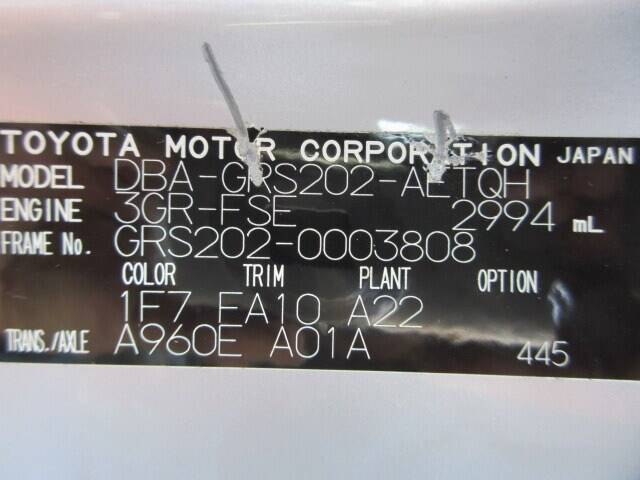 TOYOTA MOTOR CORPORATION JAPAN
MODEL DBA-GRS202-AETQH
ENGINE 3GR-FSE 2994 mL
FRAME No. GRS202-0003808
COLOR TRIM PLANT OPTION
1F7 FA10 A22
TRANS./AXLE A960E A01A 445